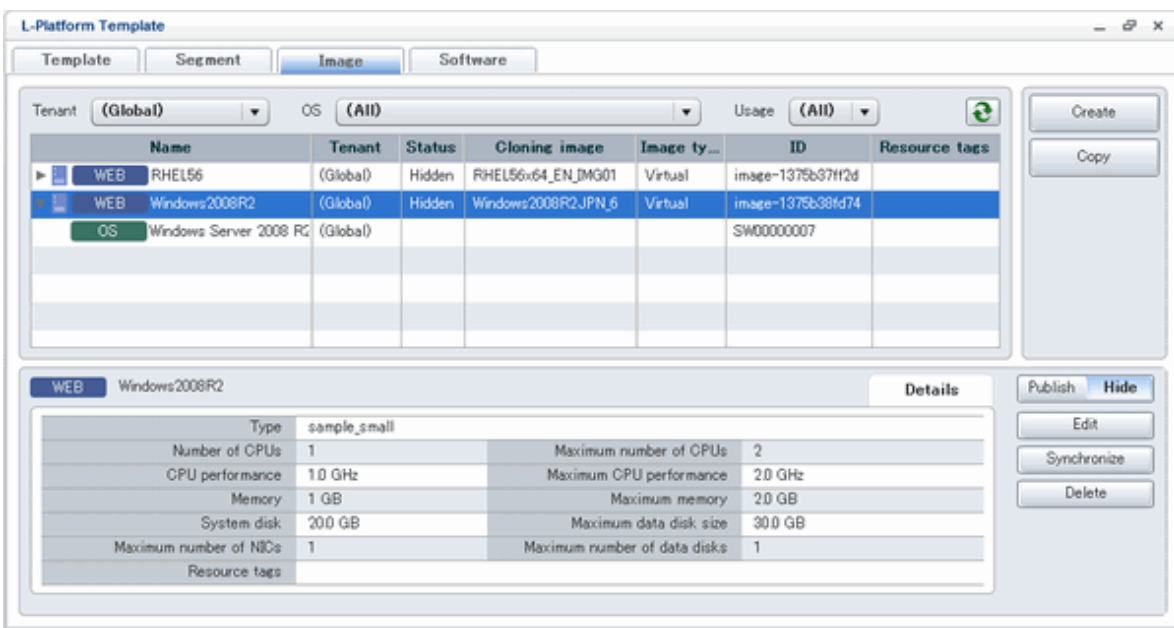 L-Platform Template
Template Segment Image Software
Tenant (Global) OS (All) Usage (All)
Create
Copy
Name Tenant Status Cloning image Image ty... ID Resource tags
WEB RHEL56 (Global) Hidden RHEL56x64_EN_IMG01 Virtual image-1375b37ff2d
WEB Windows2008R2 (Global) Hidden Windows2008R2JPN_6 Virtual image-1375b38fd74
OS Windows Server 2008 R2 (Global) SW00000007
WEB Windows2008R2 Details
Publish Hide
Edit
Synchronize
Delete
Type sample_small
Number of CPUs 1 Maximum number of CPUs 2
CPU performance 1.0 GHz Maximum CPU performance 2.0 GHz
Memory 1 GB Maximum memory 2.0 GB
System disk 20.0 GB Maximum data disk size 30.0 GB
Maximum number of NICs 1 Maximum number of data disks 1
Resource tags